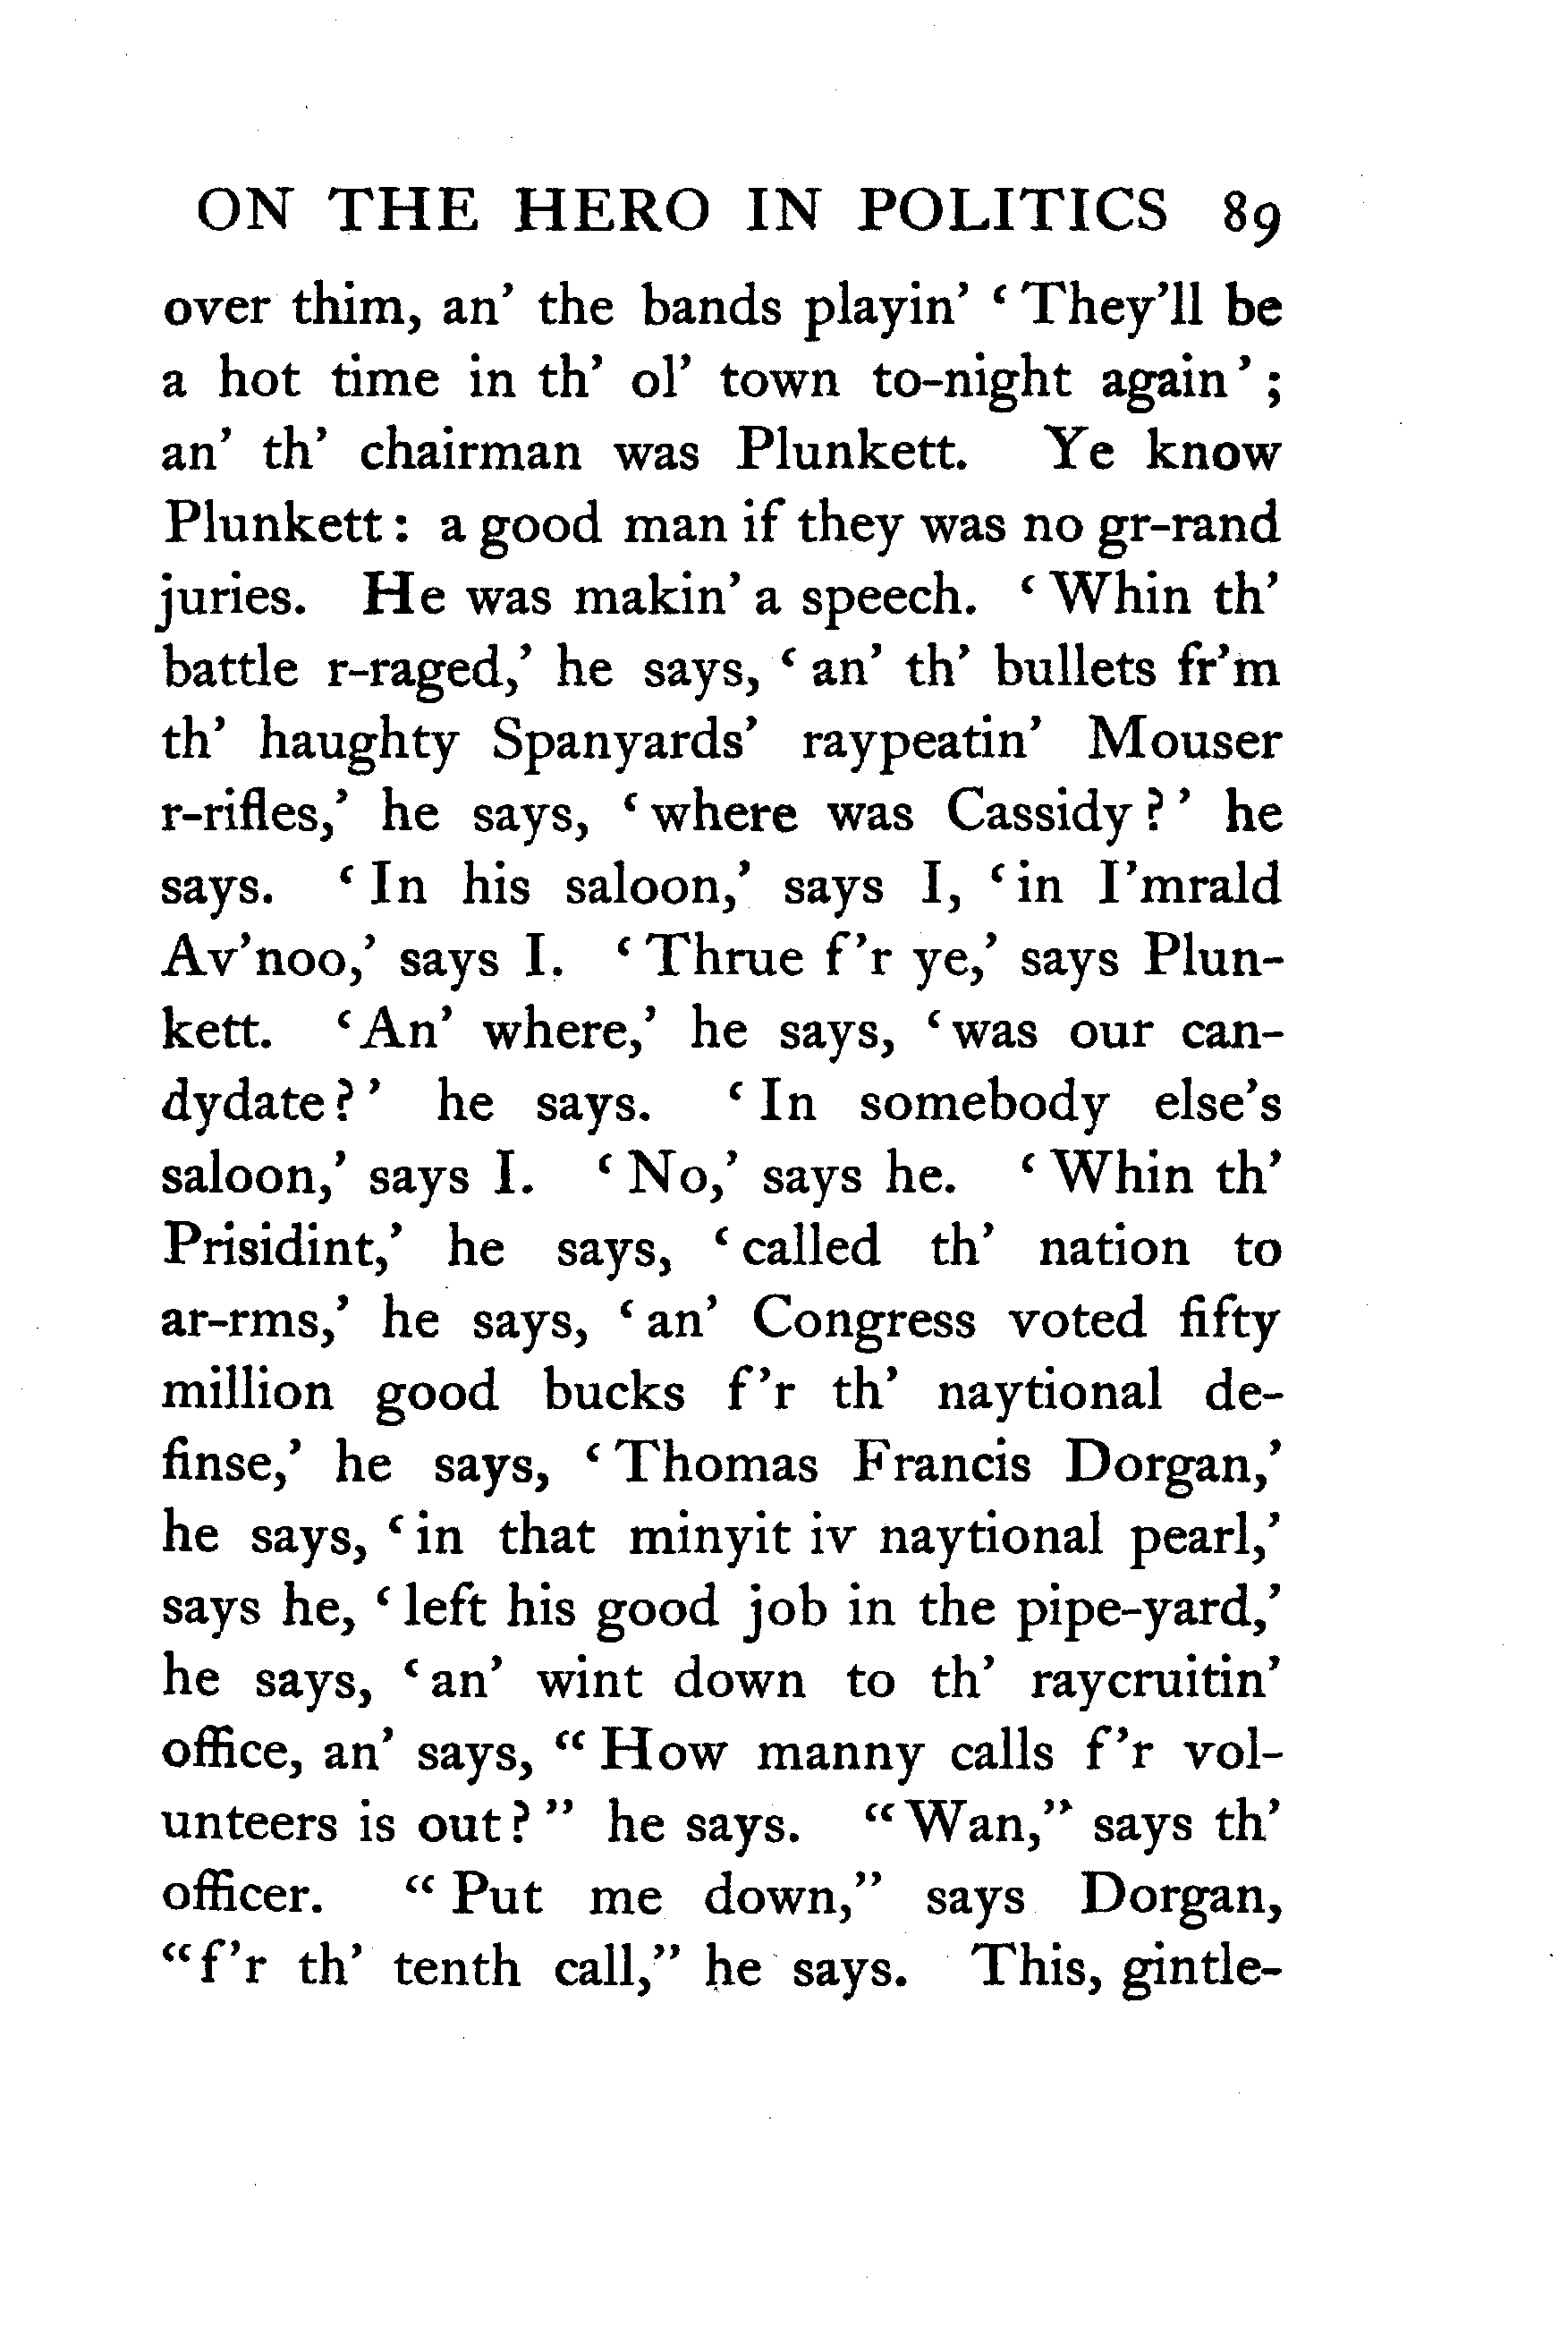 ON THE HERO IN POLITICS 89
over thim, an' the bands playin' ‘They'll be
a hot time in th' ol' town to-night again’;
an' th' chairman was Plunkett. Ye know
Plunkett: a good man if they was no gr-rand
juries. He was makin' a speech. ‘Whin th'
battle r-raged,’ he says, ‘an' th' bullets fr'm
th' haughty Spanyards' raypeatin' Mouser
r-rifles,’ he says, ‘where was Cassidy?’ he
says. ‘In his saloon,’ says I, ‘in I'mrald
Av'noo,’ says I. ‘Thrue f'r ye,’ says Plun-
kett. ‘An' where,’ he says, ‘was our can-
dydate?’ he says. ‘In somebody else's
saloon,’ says I. ‘No,’ says he. ‘Whin th'
Prisidint,’ he says, ‘called th' nation to
ar-rms,’ he says, ‘an' Congress voted fifty
million good bucks f'r th' naytional de-
finse,’ he says, ‘Thomas Francis Dorgan,’
he says, ‘in that minyit iv naytional pearl,’
says he, ‘left his good job in the pipe-yard,’
he says, ‘an' wint down to th' raycruitin'
office, an' says, “How manny calls f'r vol-
unteers is out?” he says. “Wan,” says th'
officer. “Put me down,” says Dorgan,
“f'r th' tenth call,” he says. This, gintle-